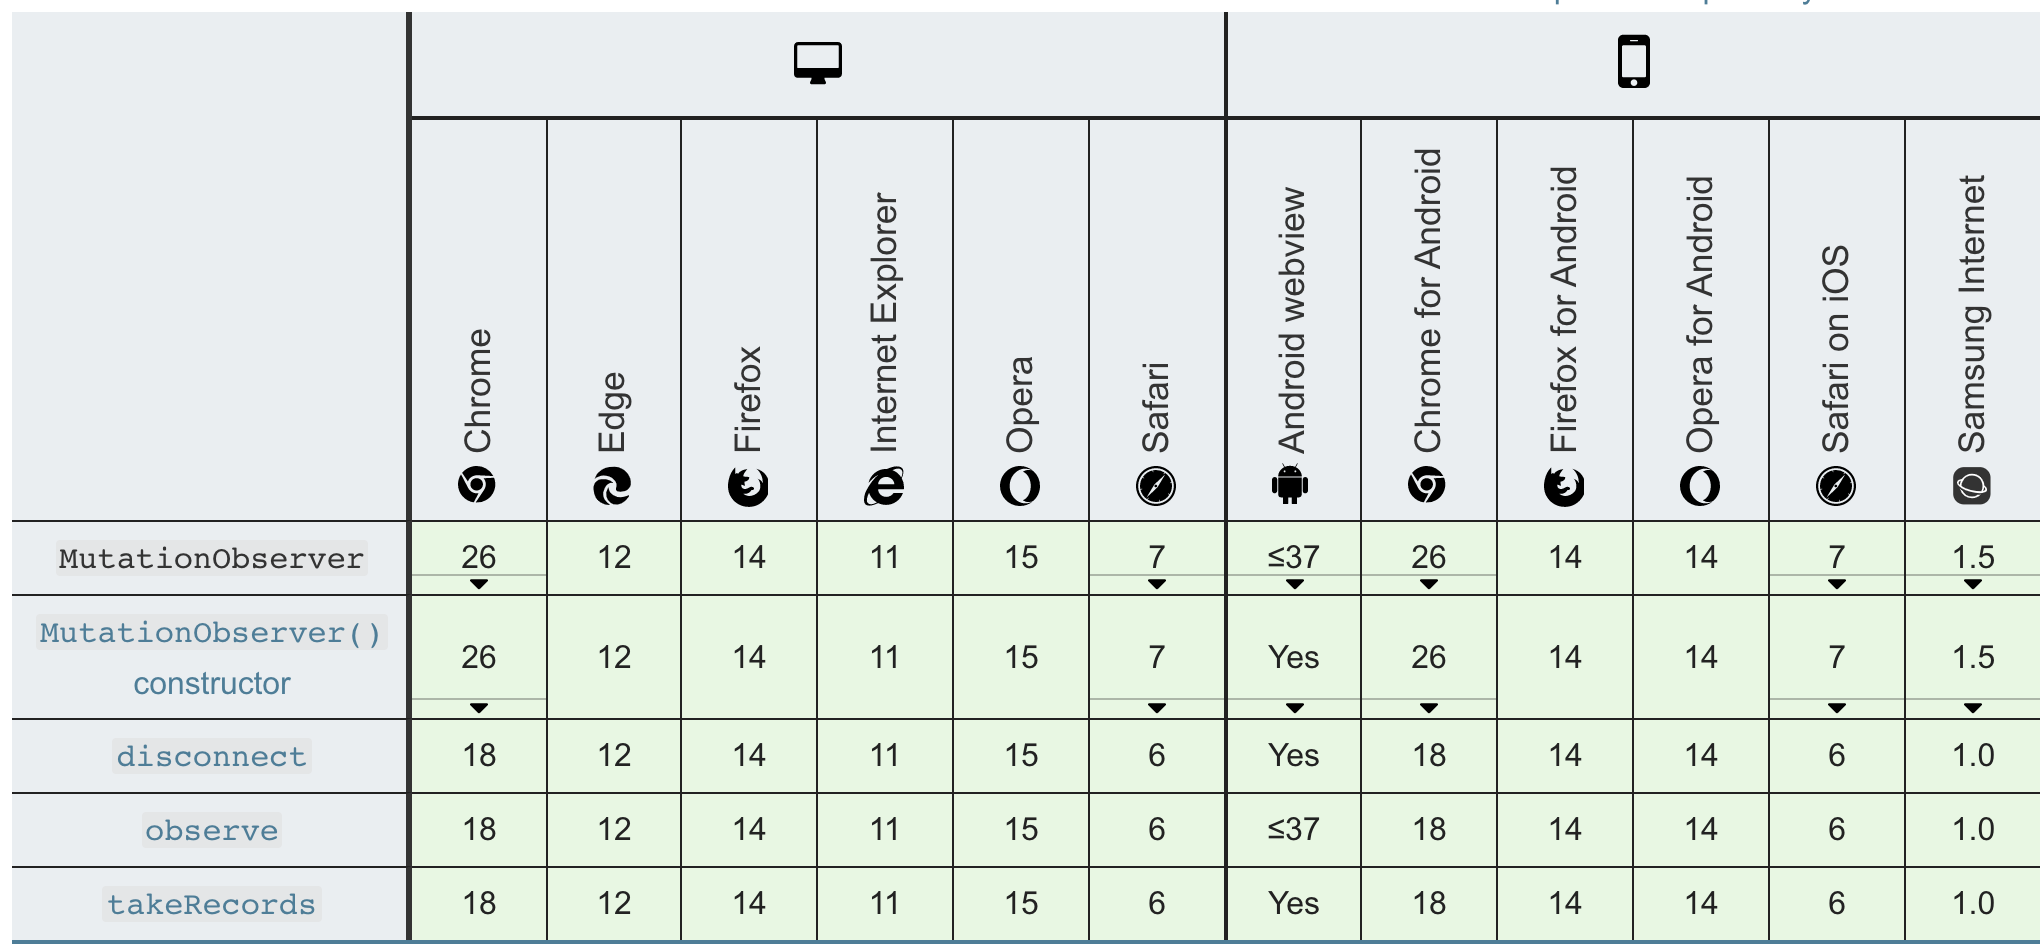 Chrome
Edge
Firefox
Internet Explorer
Opera
Safari
Android webview
Chrome for Android
Firefox for Android
Opera for Android
Safari on iOS
Samsung Internet
MutationObserver 26 12 14 11 15 7 ≤37 26 14 14 7 1.5
MutationObserver()
constructor 26 12 14 11 15 7 Yes 26 14 14 7 1.5
disconnect 18 12 14 11 15 6 Yes 18 14 14 6 1.0
observe 18 12 14 11 15 6 ≤37 18 14 14 6 1.0
takeRecords 18 12 14 11 15 6 Yes 18 14 14 6 1.0